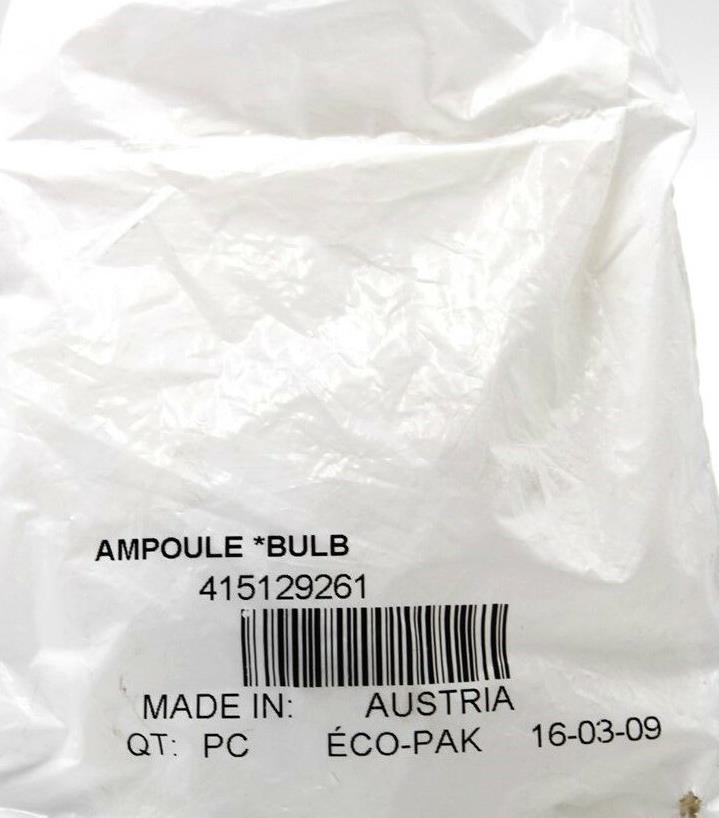 AMPOULE *BULB
415129261
MADE IN: AUSTRIA
QT: PC ÉCO-PAK 16-03-09